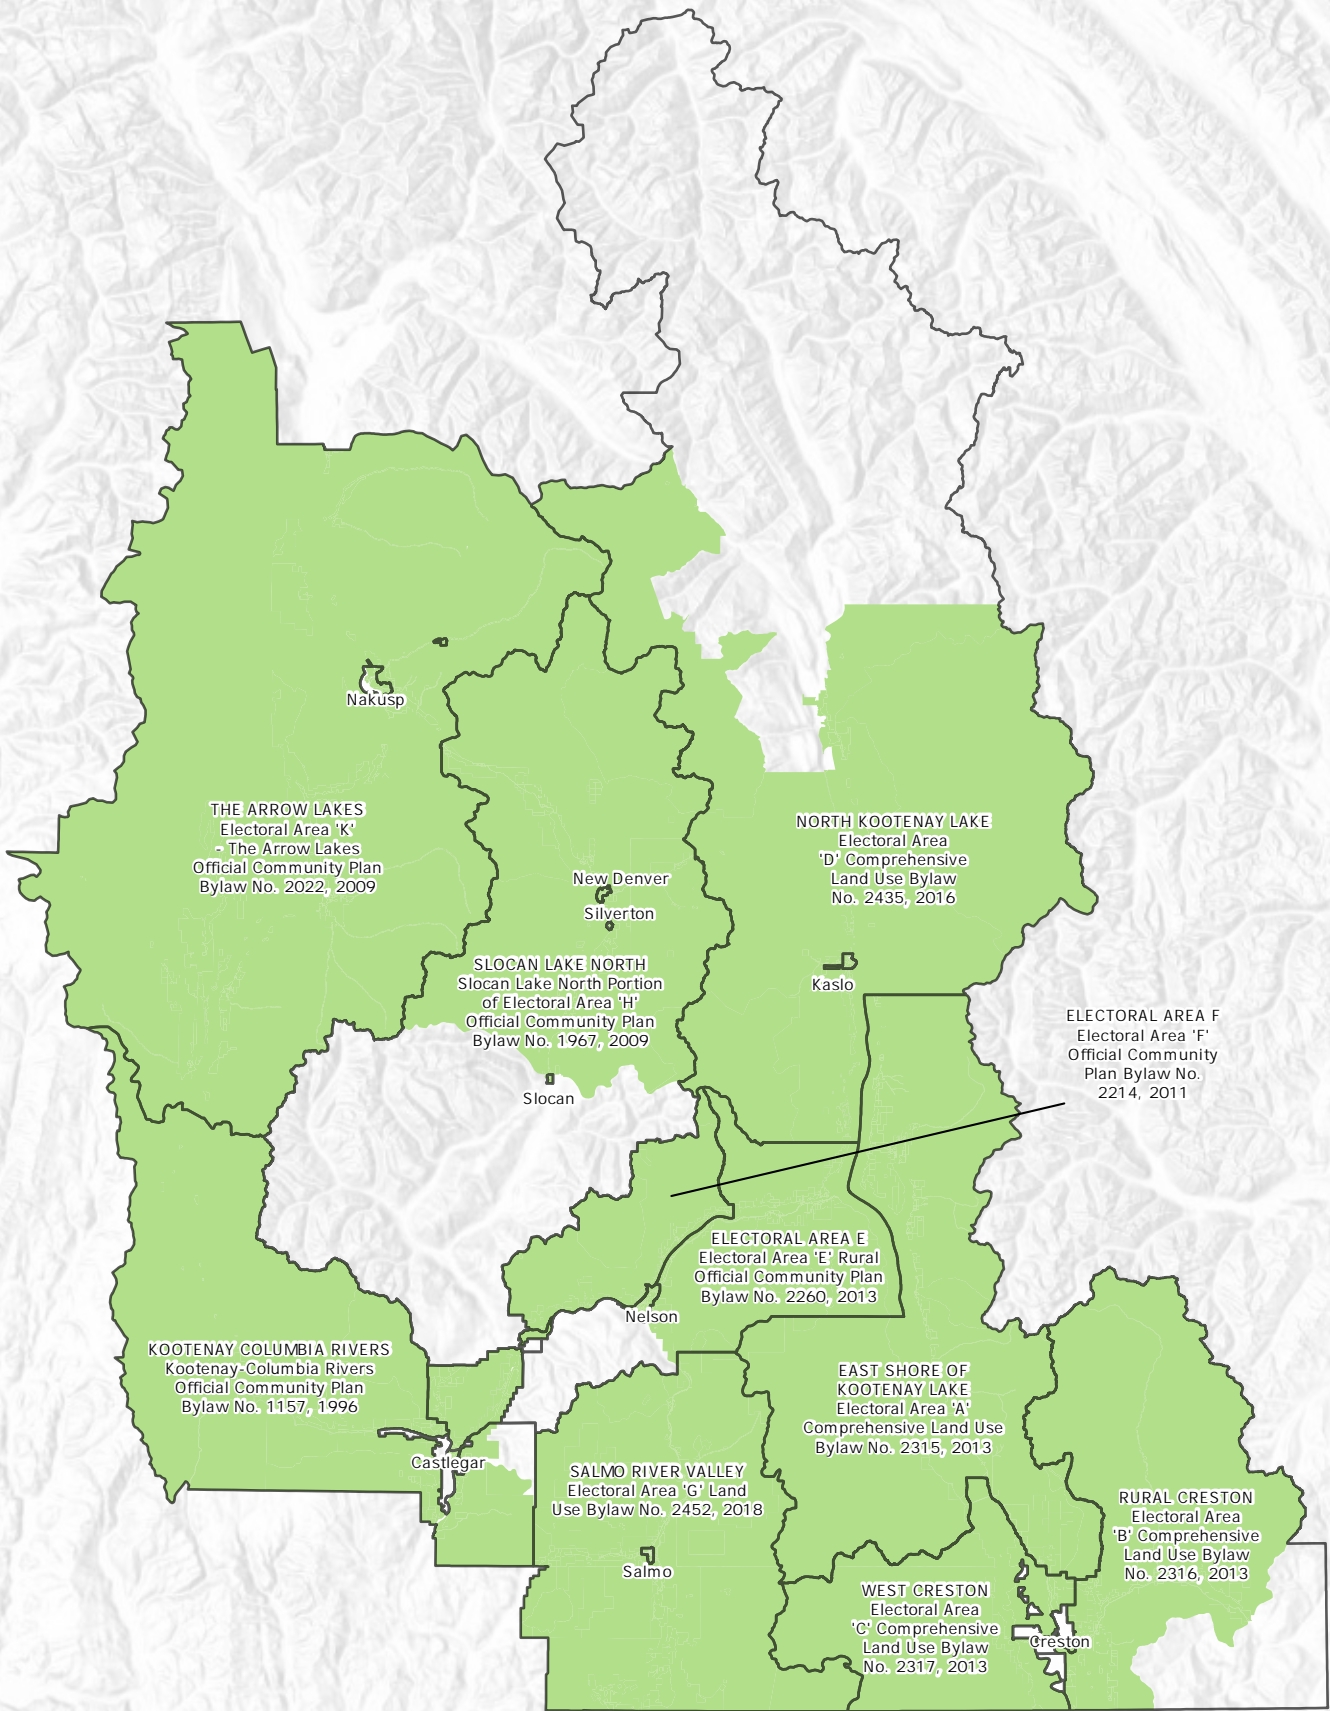 Nakusp
THE ARROW LAKES
Electoral Area 'K'
- The Arrow Lakes
Official Community Plan
Bylaw No. 2022, 2009
NORTH KOOTENAY LAKE
Electoral Area
'D' Comprehensive
Land Use Bylaw
No. 2435, 2016
New Denver
Silverton
SLOCAN LAKE NORTH
Slocan Lake North Portion
of Electoral Area 'H'
Official Community Plan
Bylaw No. 1967, 2009
Kaslo
ELECTORAL AREA F
Electoral Area 'F'
Official Community
Plan Bylaw No.
2214, 2011
Slocan
ELECTORAL AREA E
Electoral Area 'E' Rural
Official Community Plan
Bylaw No. 2260, 2013
Nelson
KOOTENAY COLUMBIA RIVERS
Kootenay-Columbia Rivers
Official Community Plan
Bylaw No. 1157, 1996
EAST SHORE OF
KOOTENAY LAKE
Electoral Area 'A'
Comprehensive Land Use
Bylaw No. 2315, 2013
Castlegar
SALMO RIVER VALLEY
Electoral Area 'G' Land
Use Bylaw No. 2452, 2018
RURAL CRESTON
Electoral Area
'B' Comprehensive
Land Use Bylaw
No. 2316, 2013
Salmo
WEST CRESTON
Electoral Area
'C' Comprehensive
Land Use Bylaw
No. 2317, 2013
Creston